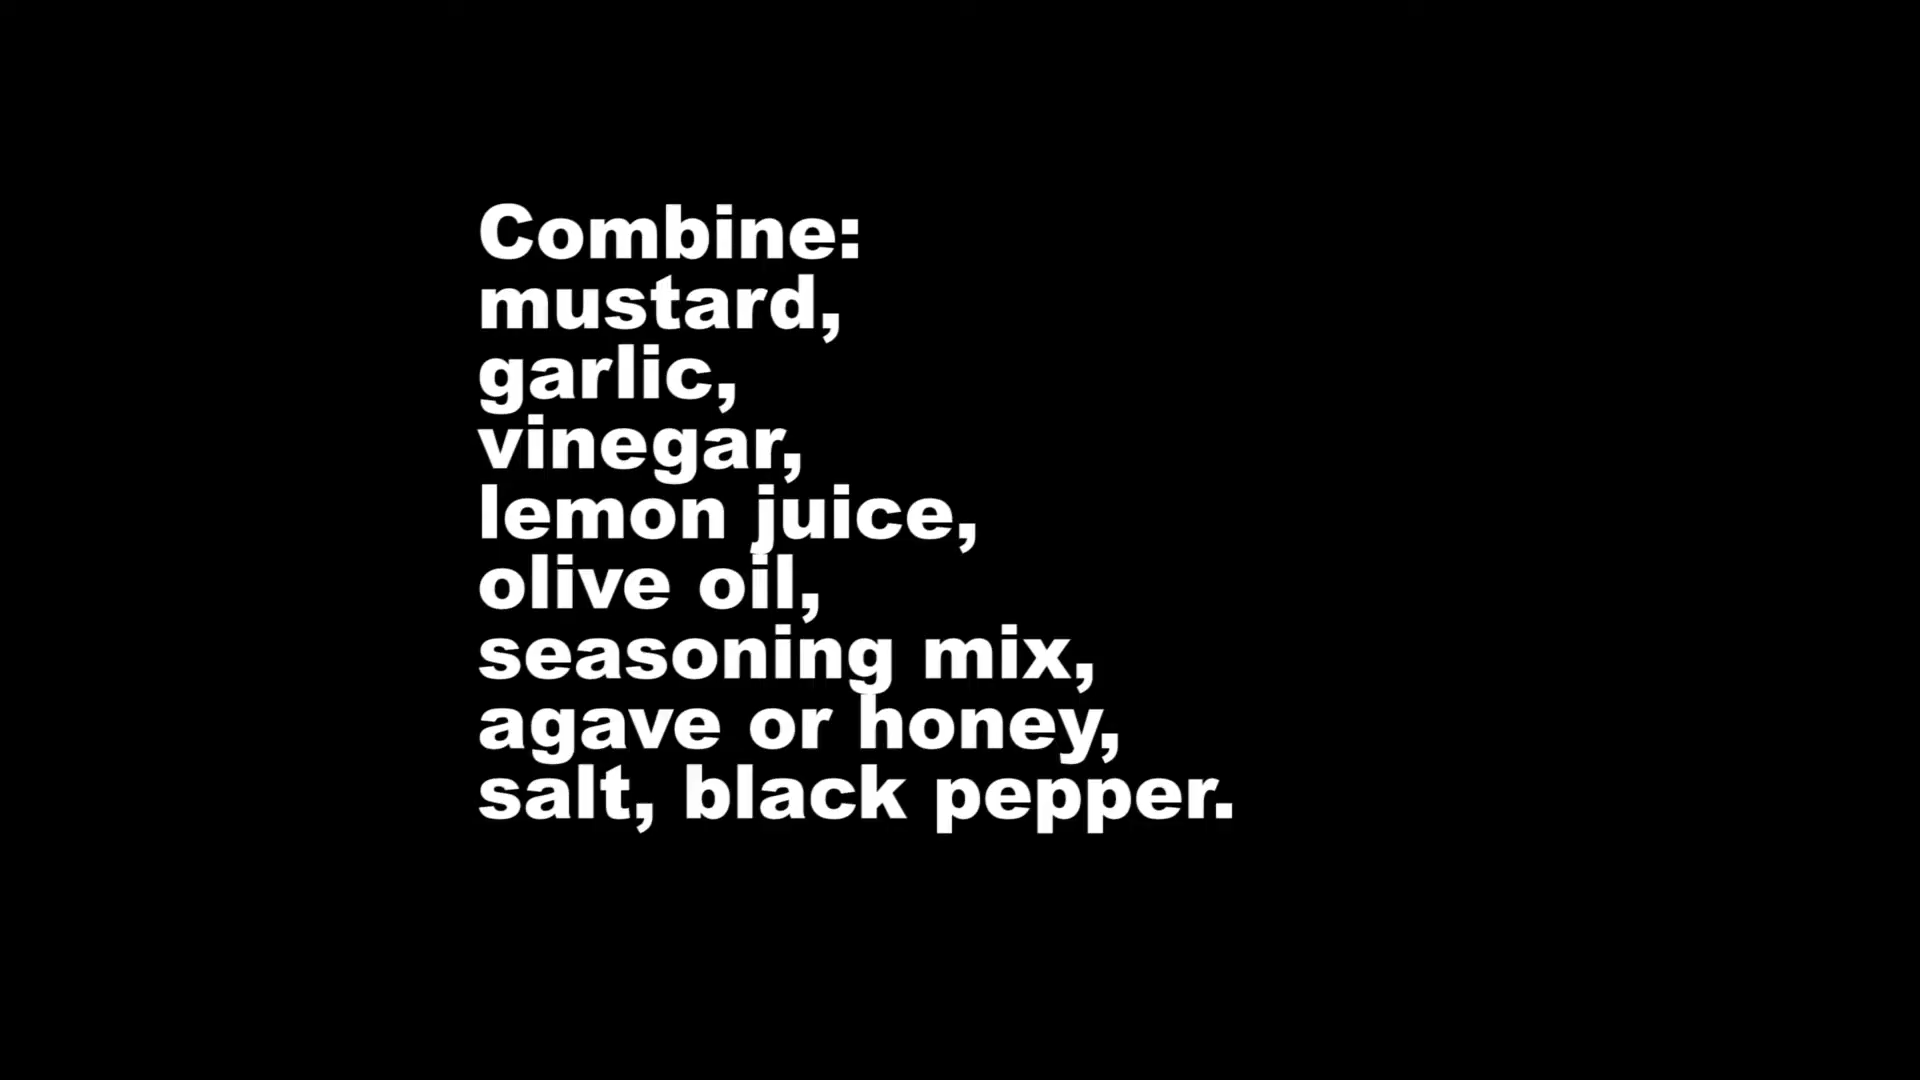 Combine:
mustard,
garlic,
vinegar,
lemon juice,
olive oil,
seasoning mix,
agave or honey,
salt, black pepper.